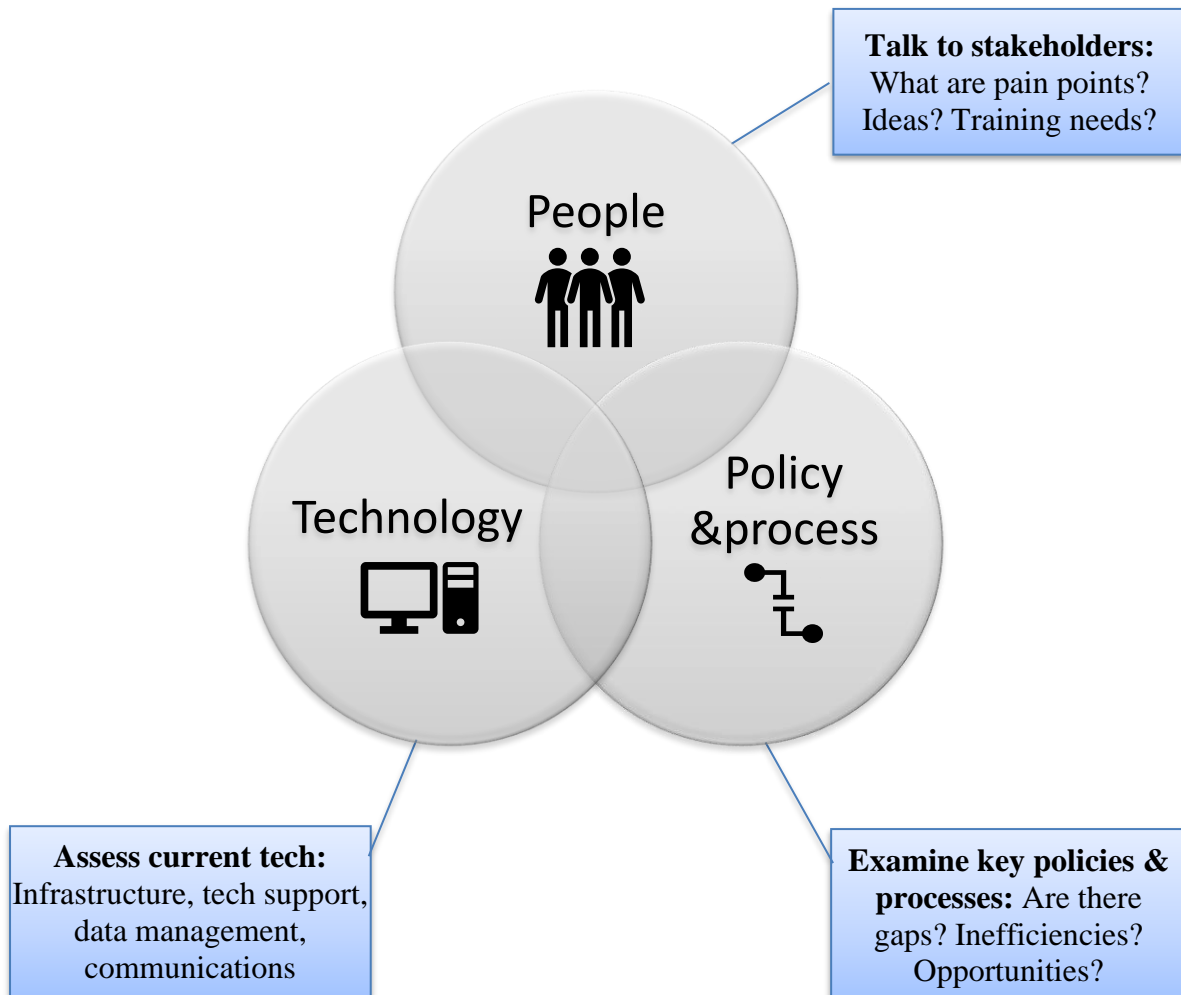 Talk to stakeholders:
What are pain points?
Ideas? Training needs?
People
Technology
Policy
&process
Assess current tech:
Infrastructure, tech support,
data management,
communications
Examine key policies &
processes: Are there
gaps? Inefficiencies?
Opportunities?